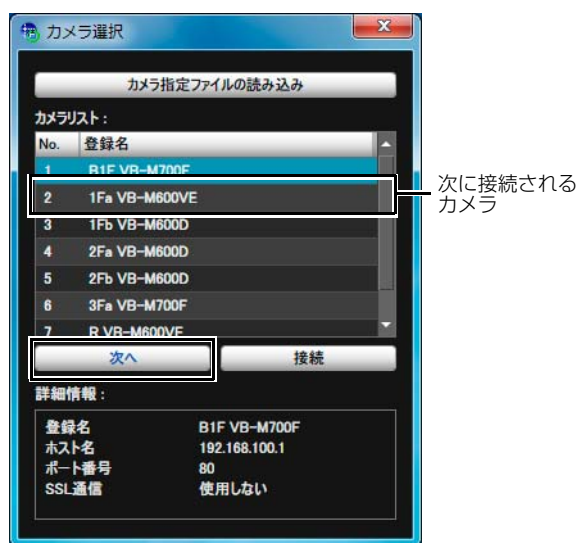 カメラ選択
カメラ指定ファイルの読み込み
カメラリスト：
No. 登録名
1 B1F VB-M700F
2 1Fa VB-M600VE
3 1Fb VB-M600D
4 2Fa VB-M600D
5 2Fb VB-M600D
6 3Fa VB-M700F
7 R VB-M600VE
次に接続される
カメラ
次へ 接続
詳細情報：
登録名 B1F VB-M700F
ホスト名 192.168.100.1
ポート番号 80
SSL通信 使用しない